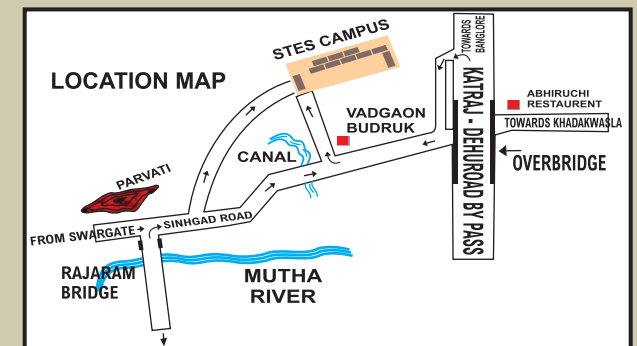 LOCATION MAP
STES CAMPUS
TOWARDS
BANGLORE
KATRAJ - DEHUROAD BY PASS
ABHIRUCHI
RESTAURENT
TOWARDS KHADAKWASLA
OVERBRIDGE
VADGAON
BUDRUK
CANAL
PARVATI
FROM SWARGATE
SINHGAD ROAD
RAJARAM
BRIDGE
MUTHA
RIVER